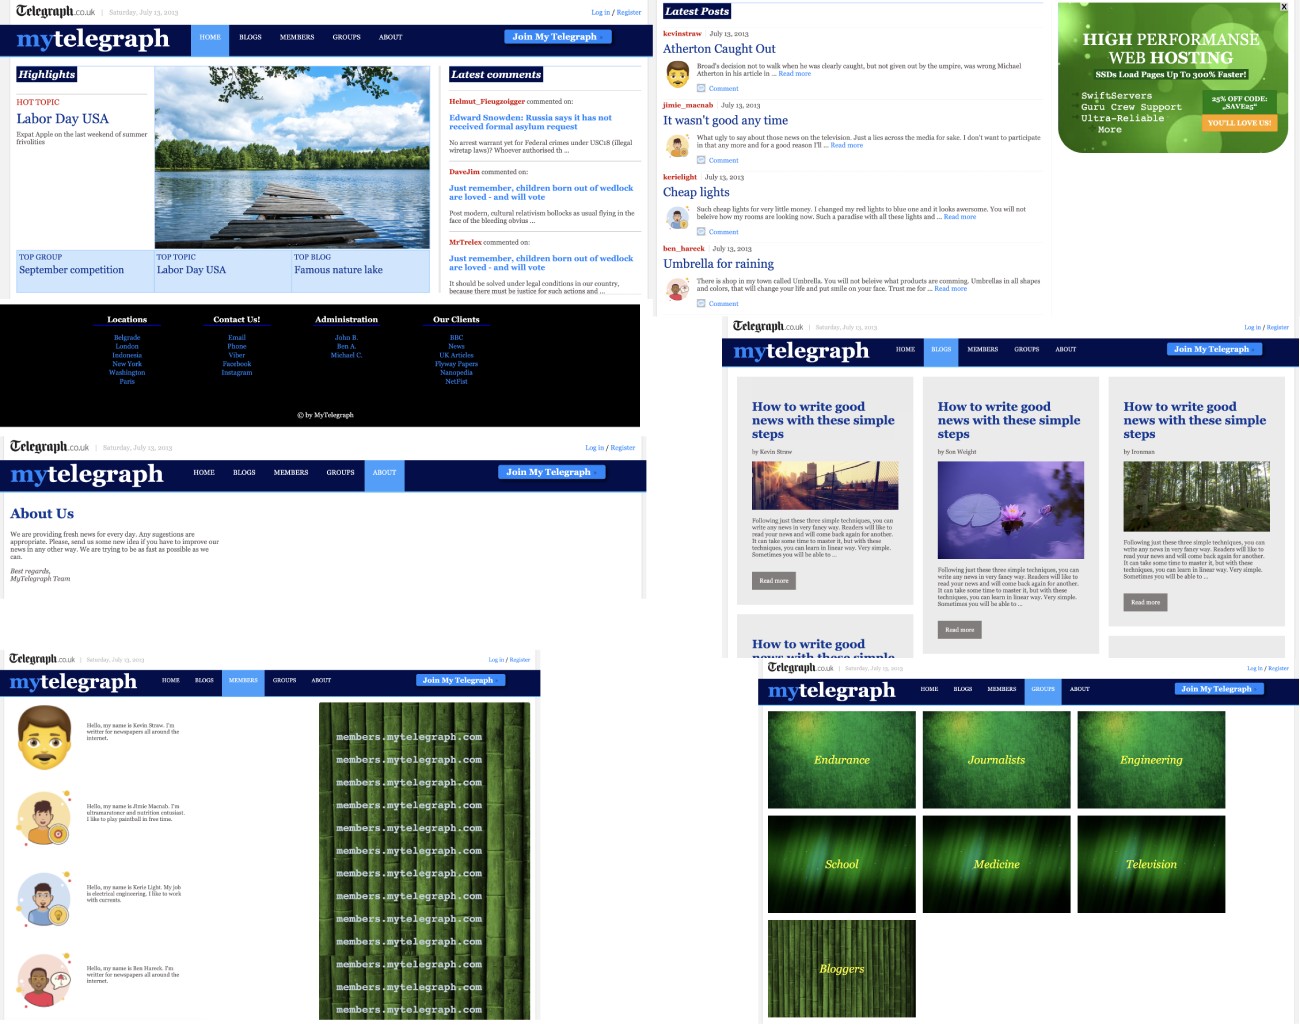 Telegraph.co.uk | Saturday, July 13, 2013
Log in / Register
mytelegraph
HOME BLOGS MEMBERS GROUPS ABOUT
Join My Telegraph
Highlights
HOT TOPIC
Labor Day USA
Expat Apple on the last weekend of summer
frivolities
TOP GROUP
September competition
TOP TOPIC
Labor Day USA
TOP BLOG
Famous nature lake
Latest comments
Helmut_Fieugzoigger commented on:
Edward Snowden: Russia says it has not
received formal asylum request
No arrest warrant yet for Federal crimes under USC18 (illegal
wiretap laws)? Whoever authorised th ...
DaveJim commented on:
Just remember, children born out of wedlock
are loved - and will vote
Post modern, cultural relativism bollocks as usual flying in the
face of the blending obvius ...
MrTrelex commented on:
Just remember, children born out of wedlock
are loved - and will vote
It should be solved under legal conditions in our country,
because there must be justice for such actions and ...
Latest Posts
kevinstraw | July 13, 2013
Atherton Caught Out
Broad's decision not to walk when he was clearly caught, but not given out by the umpire, was wrong Michael
Atherton in his article in ... Read more
Comment
jimie_macnab | July 13, 2013
It wasn't good any time
What ugly to say about those news on the television. Just a lies across the media for sake. I don't want to participate
in that any more and for a good reason I'll ... Read more
Comment
kerielight | July 13, 2013
Cheap lights
Such cheap lights for very little money. I changed my red lights to blue one and it looks awersome. You will not
beleive how my rooms are looking now. Such a paradise with all these lights and ... Read more
Comment
ben_hareck | July 13, 2013
Umbrella for raining
There is shop in my town called Umbrella. You will not beleive what products are comming. Umbrellas in all shapes
and colors, that will change your life and put smile on your face. Trust me for ... Read more
Comment
X
HIGH PERFORMANSE
WEB HOSTING
SSDs Load Pages Up To 300% Faster!
SwiftServers
Guru Crew Support
Ultra-Reliable
More
25% OFF CODE:
„SAVE25"
YOU'LL LOVE US!
Locations
Belgrade
London
Indonesia
New York
Washington
Paris
Contact Us!
Email
Phone
Viber
Facebook
Instagram
Administration
John B.
Ben A.
Michael C.
Our Clients
BBC
News
UK Articles
Flyway Papers
Nanopedia
NetFist
© by MyTelegraph
Telegraph.co.uk | Saturday, July 13, 2013
Log in / Register
mytelegraph
HOME BLOGS MEMBERS GROUPS ABOUT
Join My Telegraph
About Us
We are providing fresh news for every day. Any sugestions are
appropriate. Please, send us some new idea if you have to improve our
news in any other way. We are trying to be as fast as possible as we
can.
Best regards,
MyTelegraph Team
Telegraph.co.uk | Saturday, July 13, 2013
Log in / Register
mytelegraph
HOME BLOGS MEMBERS GROUPS ABOUT
Join My Telegraph
How to write good
news with these simple
steps
by Kevin Straw
Following just these three simple techniques, you can
write any news in very fancy way. Readers will like to
read your news and will come back again for another.
It can take some time to master it, but with these
techniques, you can learn in linear way. Very simple.
Sometimes you will be able to ...
Read more
How to write good
news with these simple
How to write good
news with these simple
steps
by Son Weight
Following just these three simple techniques, you can
write any news in very fancy way. Readers will like to
read your news and will come back again for another.
It can take some time to master it, but with these
techniques, you can learn in linear way. Very simple.
Sometimes you will be able to ...
Read more
How to write good
news with these simple
steps
by Ironman
Following just these three simple techniques, you can
write any news in very fancy way. Readers will like to
read your news and will come back again for another.
It can take some time to master it, but with these
techniques, you can learn in linear way. Very simple.
Sometimes you will be able to ...
Read more
Telegraph.co.uk | Saturday, July 13, 2013
Log in / Register
mytelegraph
HOME BLOGS MEMBERS GROUPS ABOUT
Join My Telegraph
Hello, my name is Kevin Straw. I'm
writter for newspapers all around the
internet.
Hello, my name is Jimie Macnab. I'm
ultramaratoner and nutrition entusiast.
I like to play paintball in free time.
Hello, my name is Kerie Light. My job
is electrical engineering. I like to work
with currents.
Hello, my name is Ben Hareck. I'm
writter for newspapers all around the
internet.
members.mytelegraph.com
members.mytelegraph.com
members.mytelegraph.com
members.mytelegraph.com
members.mytelegraph.com
members.mytelegraph.com
members.mytelegraph.com
members.mytelegraph.com
members.mytelegraph.com
members.mytelegraph.com
members.mytelegraph.com
members.mytelegraph.com
members.mytelegraph.com
Telegraph.co.uk | Saturday, July 13, 2013
Log in / Register
mytelegraph
HOME BLOGS MEMBERS GROUPS ABOUT
Join My Telegraph
Endurance
Journalists
Engineering
School
Medicine
Television
Bloggers